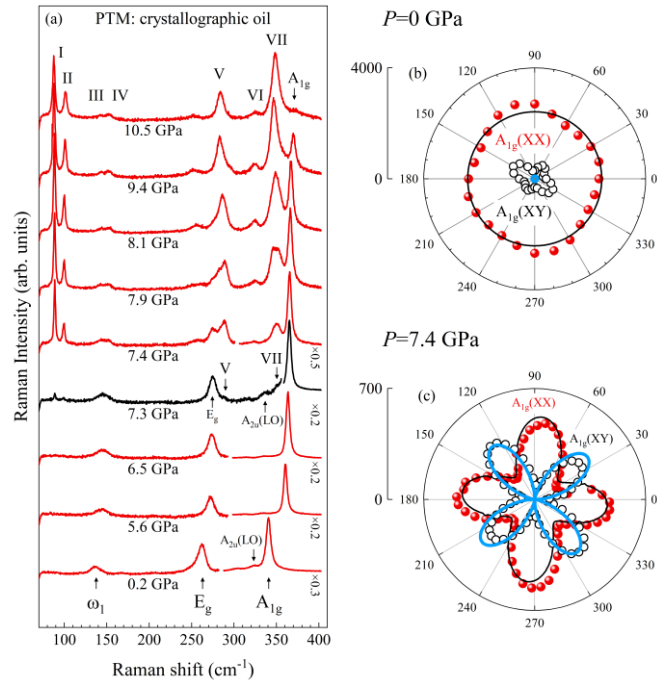 (a) PTM: crystallographic oil
I
II
III IV
V
VI
VII
A1g
10.5 GPa
9.4 GPa
8.1 GPa
7.9 GPa
7.4 GPa
×0.5
7.3 GPa
V
VII
Eg
A2u(LO)
×0.2
6.5 GPa
×0.2
5.6 GPa
×0.2
A2u(LO)
0.2 GPa
×0.3
ω1
Eg
A1g
100 150 200 250 300 350 400
Raman shift (cm-1)
Raman Intensity (arb. units)
P=0 GPa
(b)
4000
0
90
120 60
150 30
180 0
210 330
240 300
270
A1g(XX)
A1g(XY)
P=7.4 GPa
(c)
700
0
90
120 60
150 30
180 0
210 330
240 300
270
A1g(XX)
A1g(XY)